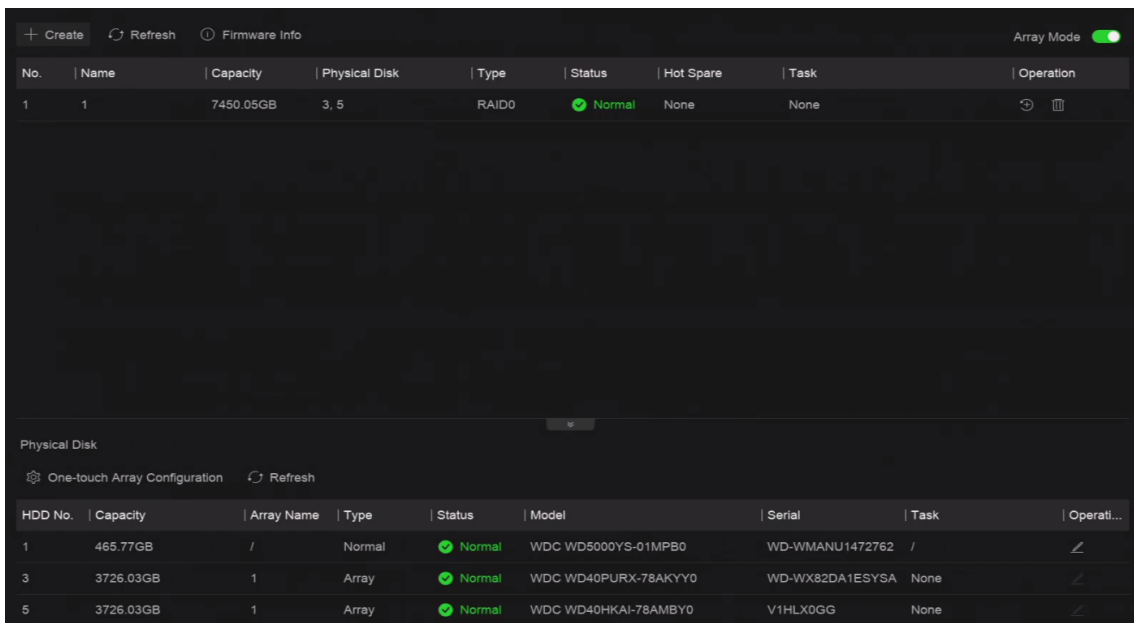 Create Refresh Firmware Info Array Mode
No. Name Capacity Physical Disk Type Status Hot Spare Task Operation
1 1 7450.05GB 3, 5 RAID0 Normal None None
Physical Disk
One-touch Array Configuration Refresh
HDD No. Capacity Array Name Type Status Model Serial Task Operati...
1 465.77GB / Normal Normal WDC WD5000YS-01MPB0 WD-WMANU1472762 /
3 3726.03GB 1 Array Normal WDC WD40PURX-78AKYY0 WD-WX82DA1ESYSA None
5 3726.03GB 1 Array Normal WDC WD40HKAI-78AMBY0 V1HLX0GG None